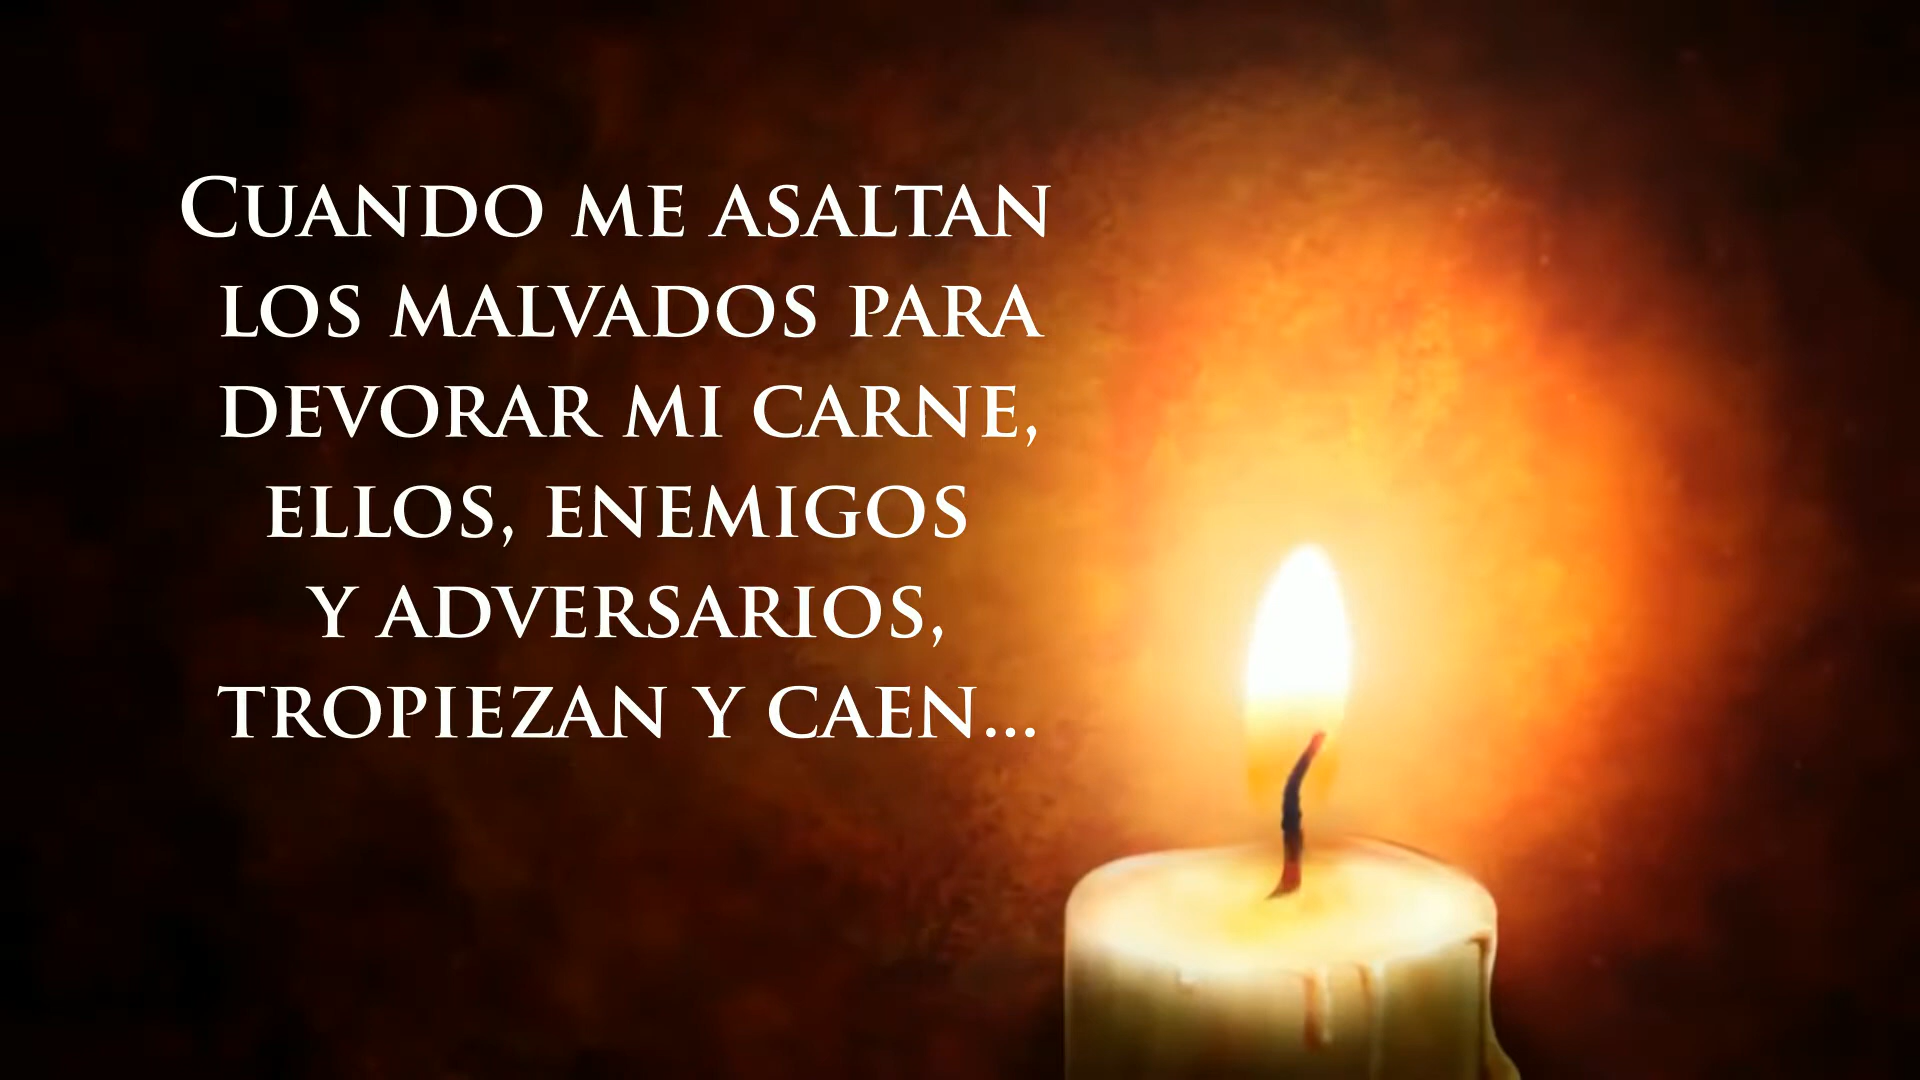 Cuando me asaltan
los malvados para
devorar mi carne,
ellos, enemigos
y adversarios,
tropiezan y caen...